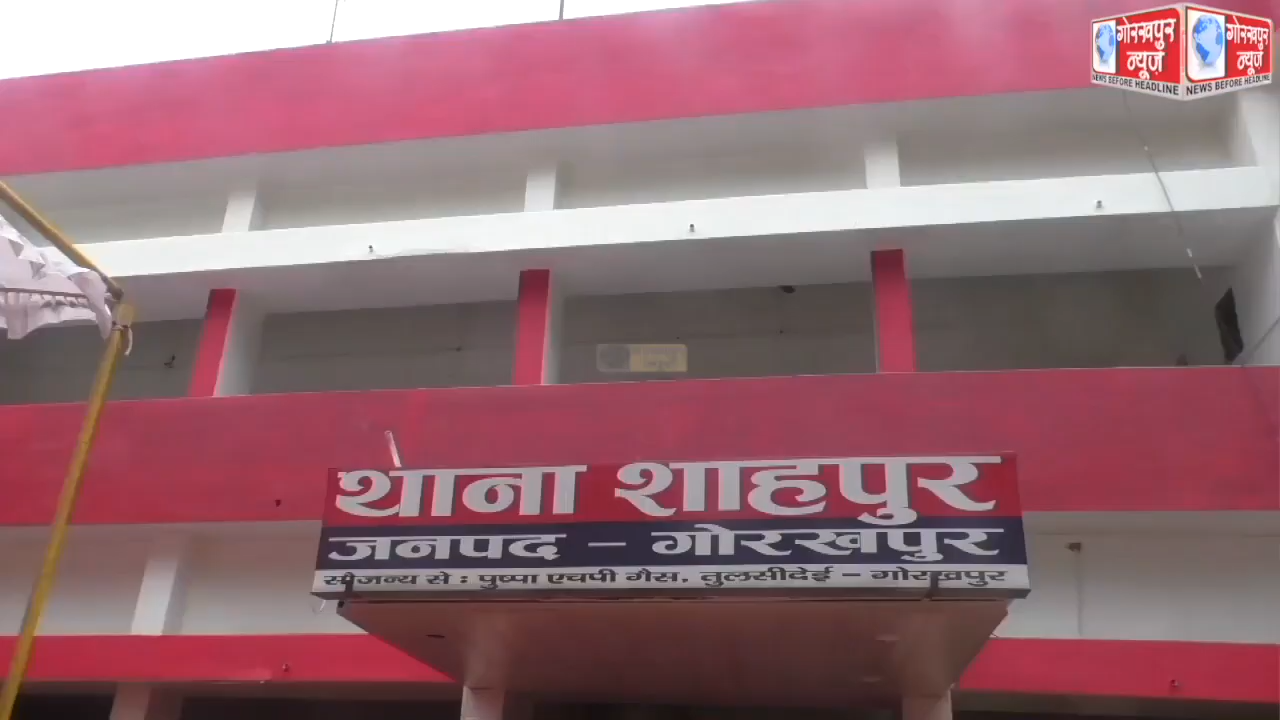 गोरखपुर
न्यूज़
NEWS BEFORE HEADLINE
गोरखपुर
न्यूज़
NEWS BEFORE HEADLINE
थाना शाहपुर
जनपद – गोरखपुर
सौजन्य से : पुष्पा एचपी गैस, तुलसीदेई – गोरखपुर